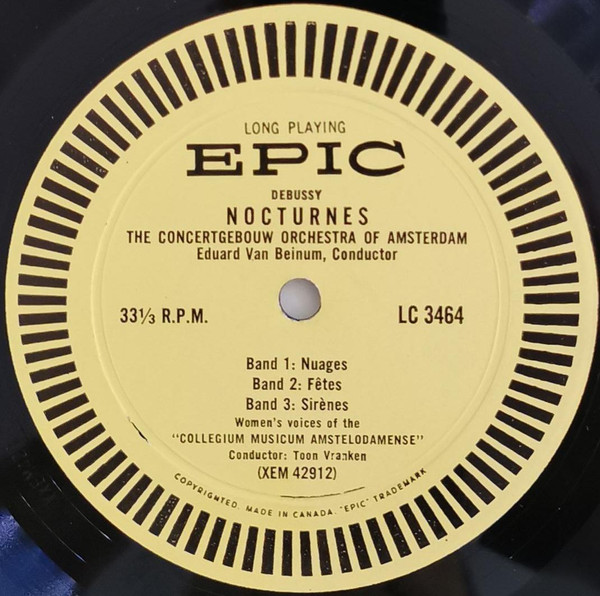 LONG PLAYING
EPIC
DEBUSSY
NOCTURNES
THE CONCERTGEBOUW ORCHESTRA OF AMSTERDAM
Eduard Van Beinum, Conductor
33⅓ R.P.M.
LC 3464
Band 1: Nuages
Band 2: Fêtes
Band 3: Sirènes
Women's voices of the
"COLLEGIUM MUSICUM AMSTELODAMENSE"
Conductor: Toon Vranken
(XEM 42912)
COPYRIGHTED. MADE IN CANADA. "EPIC" TRADEMARK